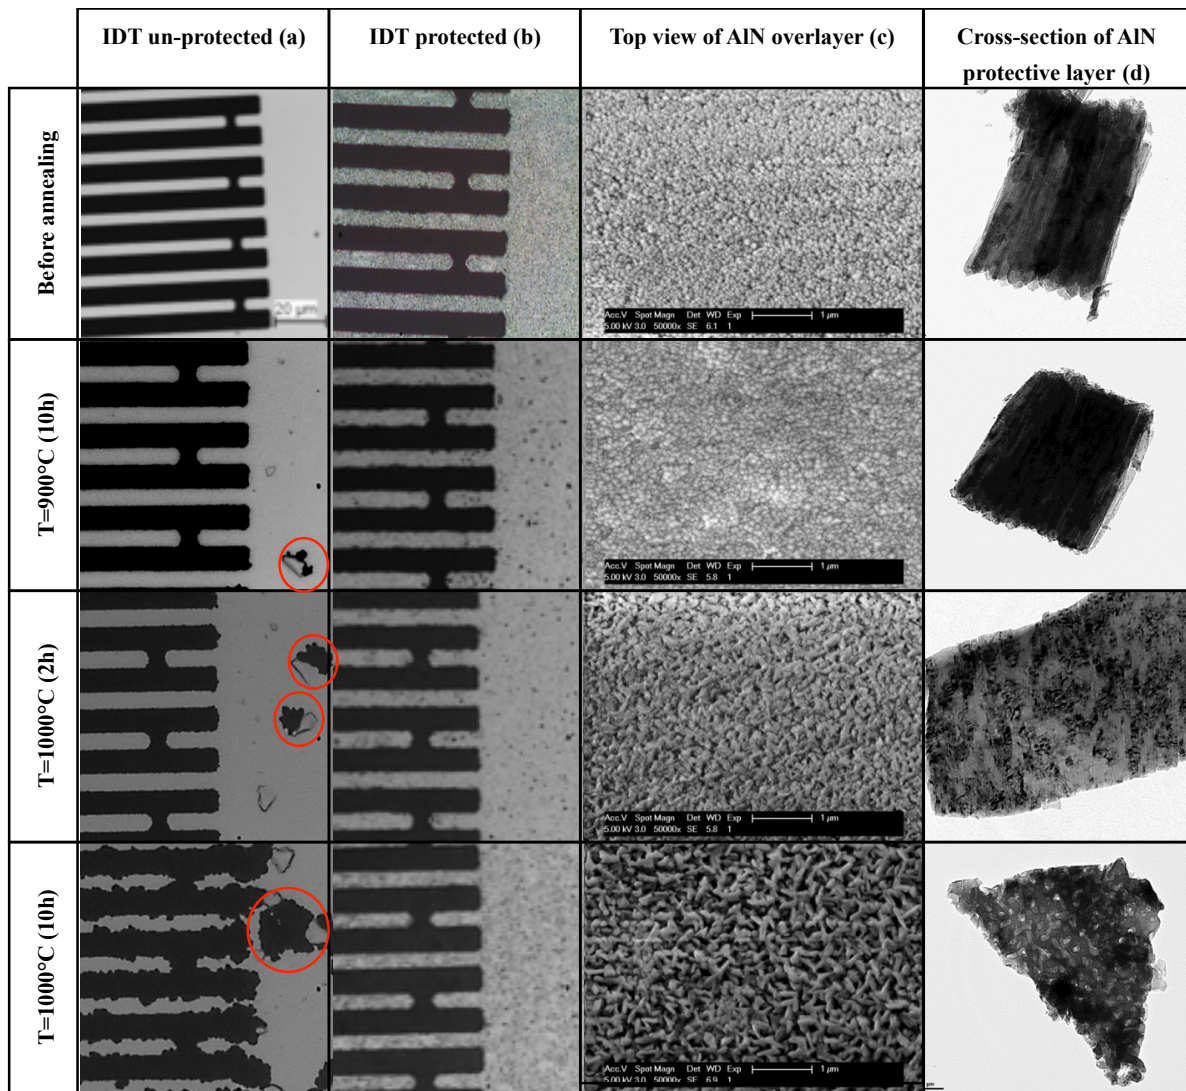 IDT un-protected (a)
IDT protected (b)
Top view of AlN overlayer (c)
Cross-section of AlN
protective layer (d)
Before annealing
20 µm
Acc.V Spot Magn Det WD Exp 1 µm
5.00 kV 3.0 50000x SE 6.1 1
T=900°C (10h)
Acc.V Spot Magn Det WD Exp 1 µm
5.00 kV 3.0 50000x SE 5.8 1
T=1000°C (2h)
Acc.V Spot Magn Det WD Exp 1 µm
5.00 kV 3.0 50000x SE 5.8 1
T=1000°C (10h)
Acc.V Spot Magn Det WD Exp 1 µm
5.00 kV 3.0 50000x SE 6.9 1